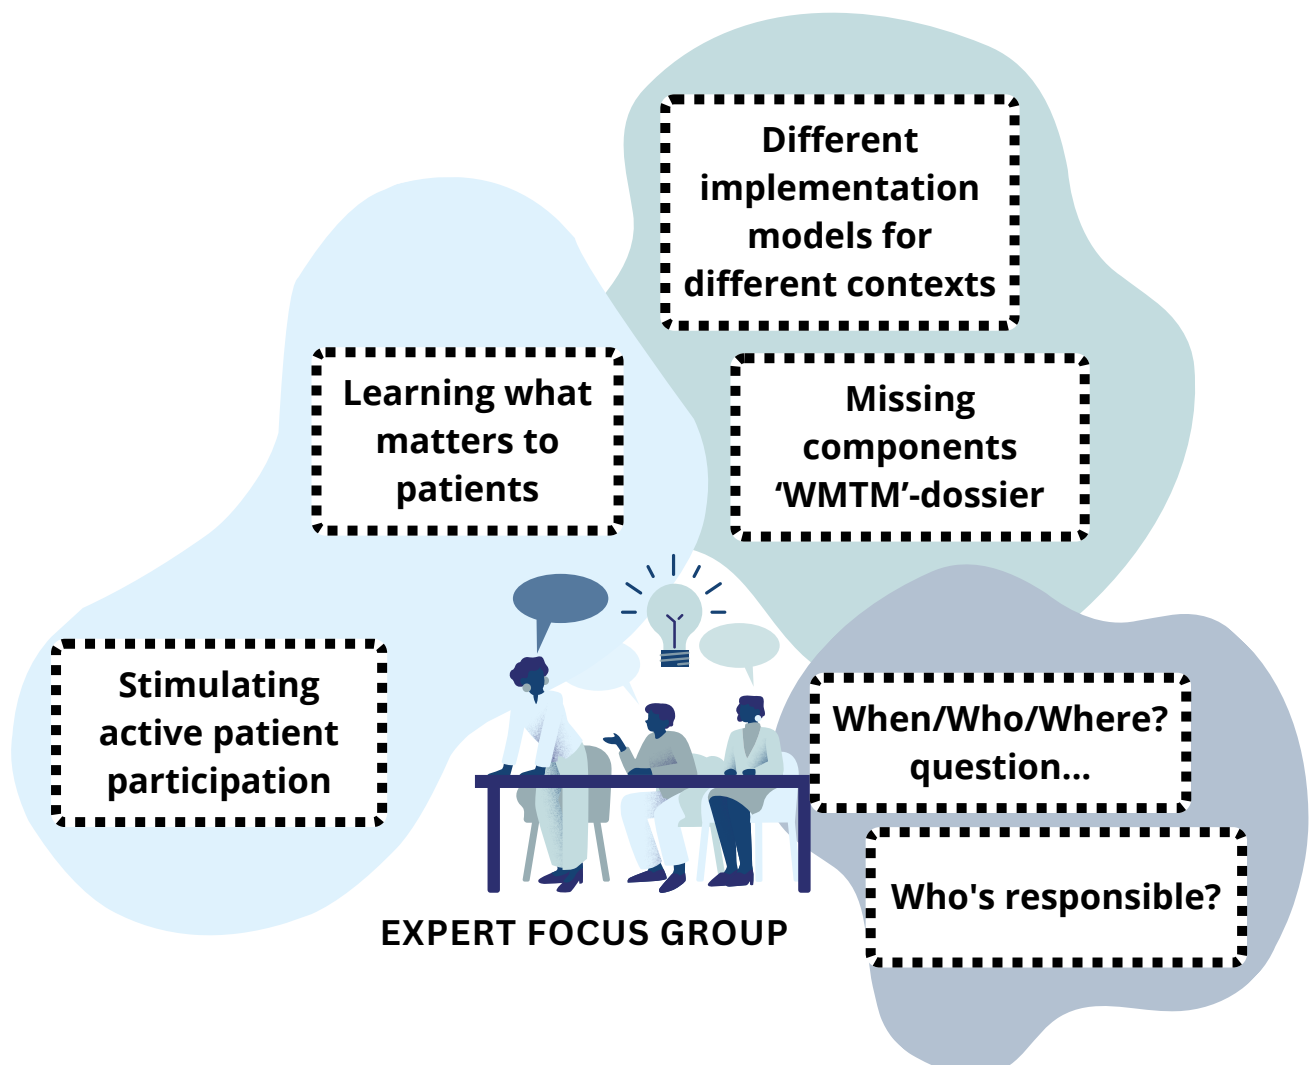 Different
implementation
models for
different contexts
Learning what
matters to
patients
Missing
components
‘WMTM’-dossier
Stimulating
active patient
participation
When/Who/Where?
question...
Who's responsible?
EXPERT FOCUS GROUP